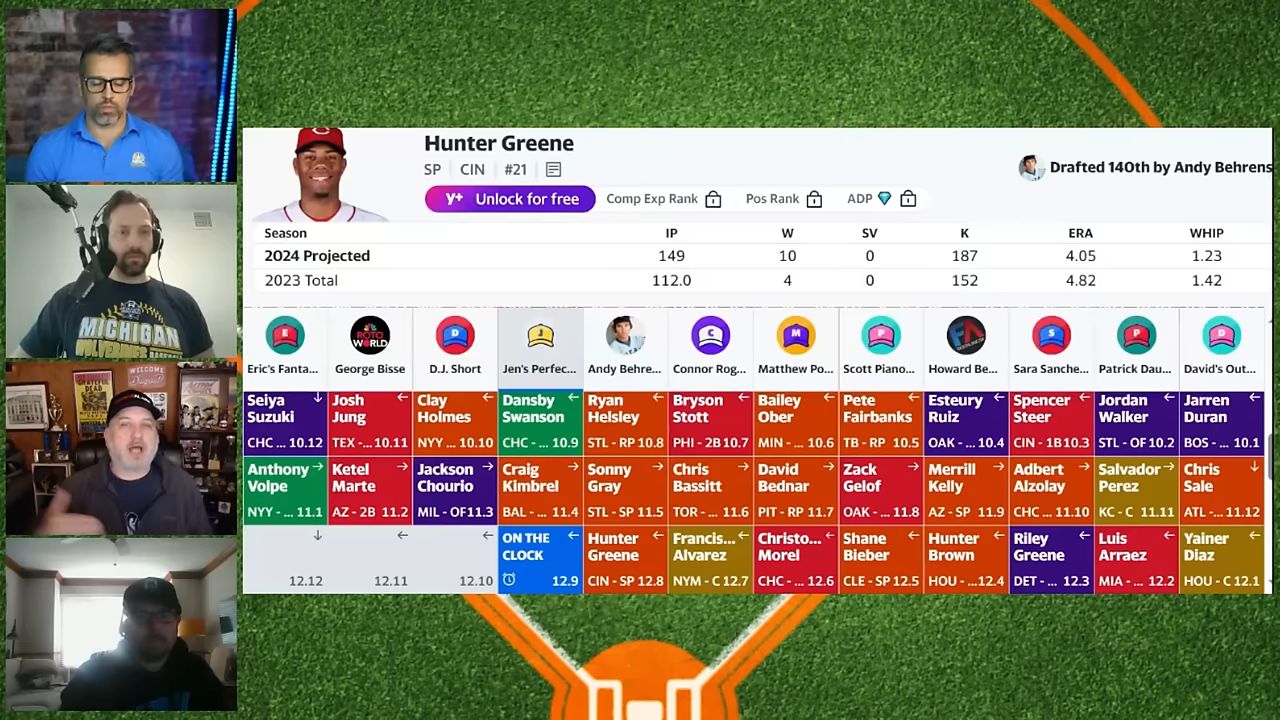 Hunter Greene
SP CIN #21
Drafted 140th by Andy Behrens
y+ Unlock for free Comp Exp Rank Pos Rank ADP
Season IP W SV K ERA WHIP
2024 Projected 149 10 0 187 4.05 1.23
2023 Total 112.0 4 0 152 4.82 1.42
E ROTO WORLD D J C M P FA S P D
Eric's Fanta... George Bisse D.J. Short Jen's Perfec... Andy Behre... Connor Rog... Matthew Po... Scott Piano... Howard Be... Sara Sanche... Patrick Dau... David's Out...
Seiya Josh Clay Dansby Ryan Bryson Bailey Pete Esteury Spencer Jordan Jarren
Suzuki Jung Holmes Swanson Helsley Stott Ober Fairbanks Ruiz Steer Walker Duran
CHC ... 10.12 TEX -... 10.11 NYY ... 10.10 CHC - ... 10.9 STL - RP 10.8 PHI - 2B 10.7 MIN - ... 10.6 TB - RP 10.5 OAK - ... 10.4 CIN - 1B 10.3 STL - OF 10.2 BOS - ... 10.1
Anthony Ketel Jackson Craig Sonny Chris David Zack Merrill Adbert Salvador Chris
Volpe Marte Chourio Kimbrel Gray Bassitt Bednar Gelof Kelly Alzolay Perez Sale
NYY - ... 11.1 AZ - 2B 11.2 MIL - OF 11.3 BAL - ... 11.4 STL - SP 11.5 TOR - ... 11.6 PIT - RP 11.7 OAK - ... 11.8 AZ - SP 11.9 CHC ... 11.10 KC - C 11.11 ATL -... 11.12
ON THE Hunter Francis... Christo... Shane Hunter Riley Luis Yainer
CLOCK Greene Alvarez Morel Bieber Brown Greene Arraez Diaz
12.12 12.11 12.10 12.9 CIN - SP 12.8 NYM - C 12.7 CHC - ... 12.6 CLE - SP 12.5 HOU - ... 12.4 DET - ... 12.3 MIA - ... 12.2 HOU - C 12.1
MICHIGAN
WOLVERINES
WELCOME
GRATEFUL
DEAD